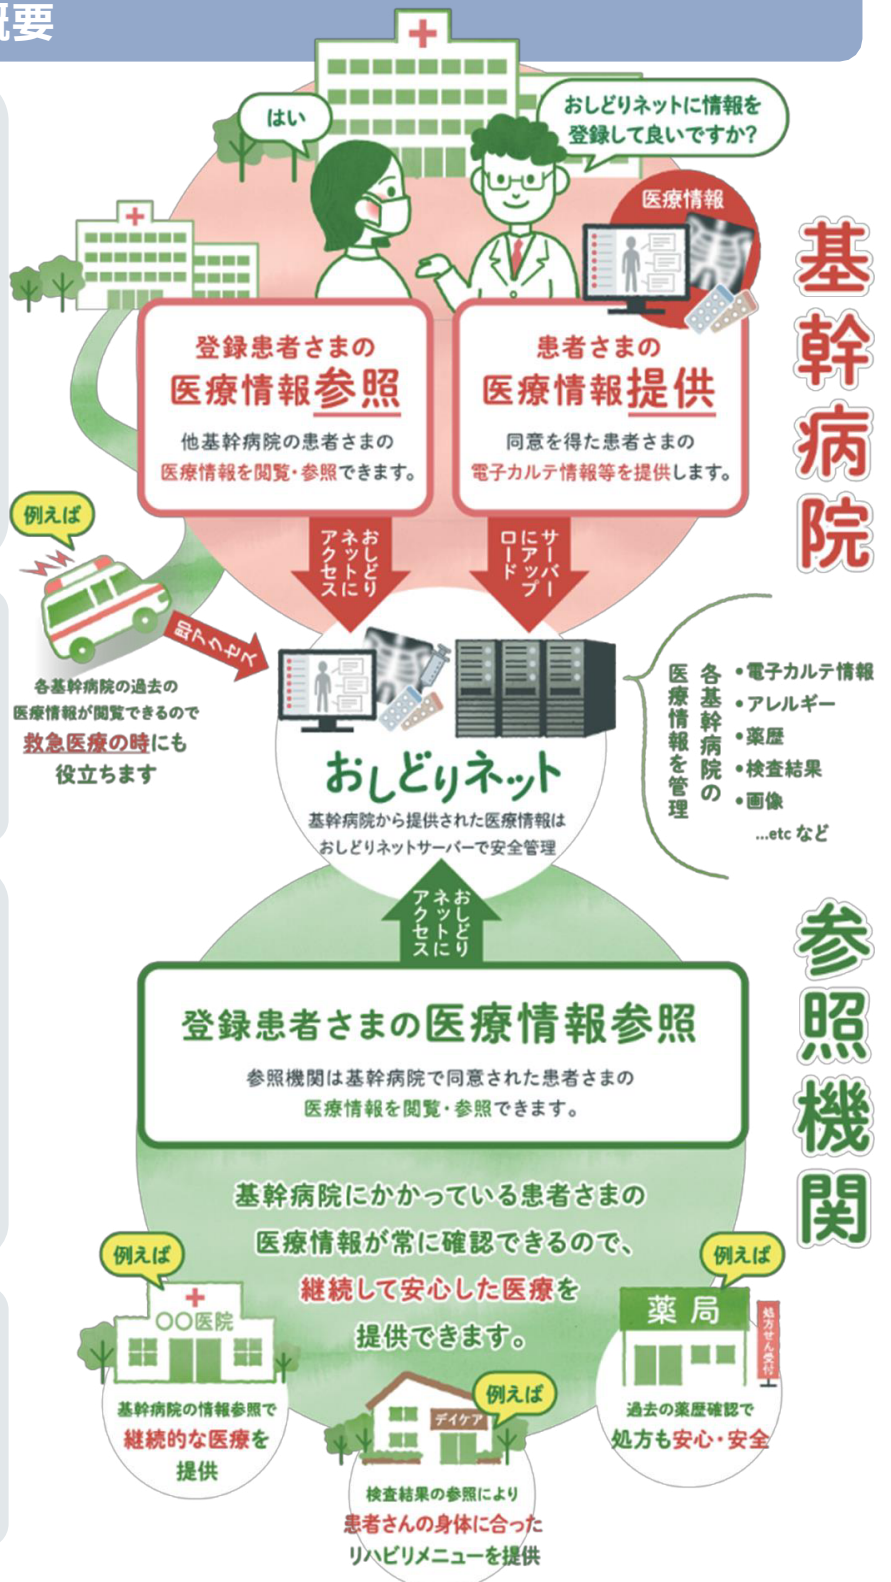 概要
はい
おしどりネットに情報を
登録して良いですか?
医療情報
基幹病院
登録患者さまの
医療情報参照
他基幹病院の患者さまの
医療情報を閲覧・参照できます。
患者さまの
医療情報提供
同意を得た患者さまの
電子カルテ情報等を提供します。
おしどり
ネットに
アクセス
サーバー
にアップ
ロード
例えば
即アクセス
各基幹病院の過去の
医療情報が閲覧できるので
救急医療の時にも
役立ちます
おしどりネット
基幹病院から提供された医療情報は
おしどりネットサーバーで安全管理
各基幹病院の
医療情報を管理
・電子カルテ情報
・アレルギー
・薬歴
・検査結果
・画像
...etc など
おしどり
ネットに
アクセス
参照機関
登録患者さまの医療情報参照
参照機関は基幹病院で同意された患者さまの
医療情報を閲覧・参照できます。
基幹病院にかかっている患者さまの
医療情報が常に確認できるので、
継続して安心した医療を
提供できます。
例えば
〇〇医院
基幹病院の情報参照で
継続的な医療を
提供
例えば
デイケア
検査結果の参照により
患者さんの身体に合った
リハビリメニューを提供
例えば
薬局
処方せん受付
過去の薬歴確認で
処方も安心・安全